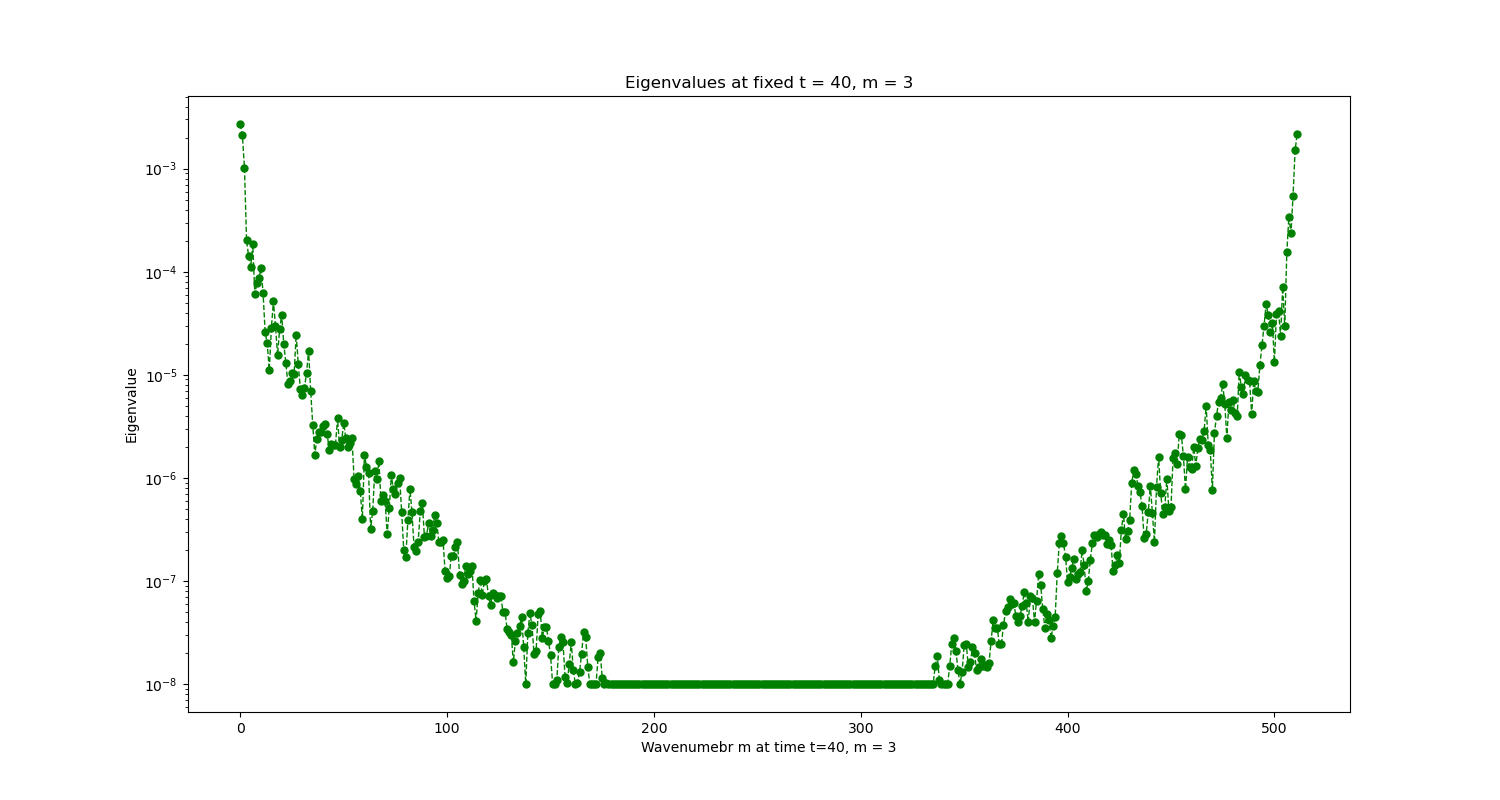 Eigenvalues at fixed t = 40, m = 3
Eigenvalue
10⁻³
10⁻⁴
10⁻⁵
10⁻⁶
10⁻⁷
10⁻⁸
0 100 200 300 400 500
Wavenumebr m at time t=40, m = 3